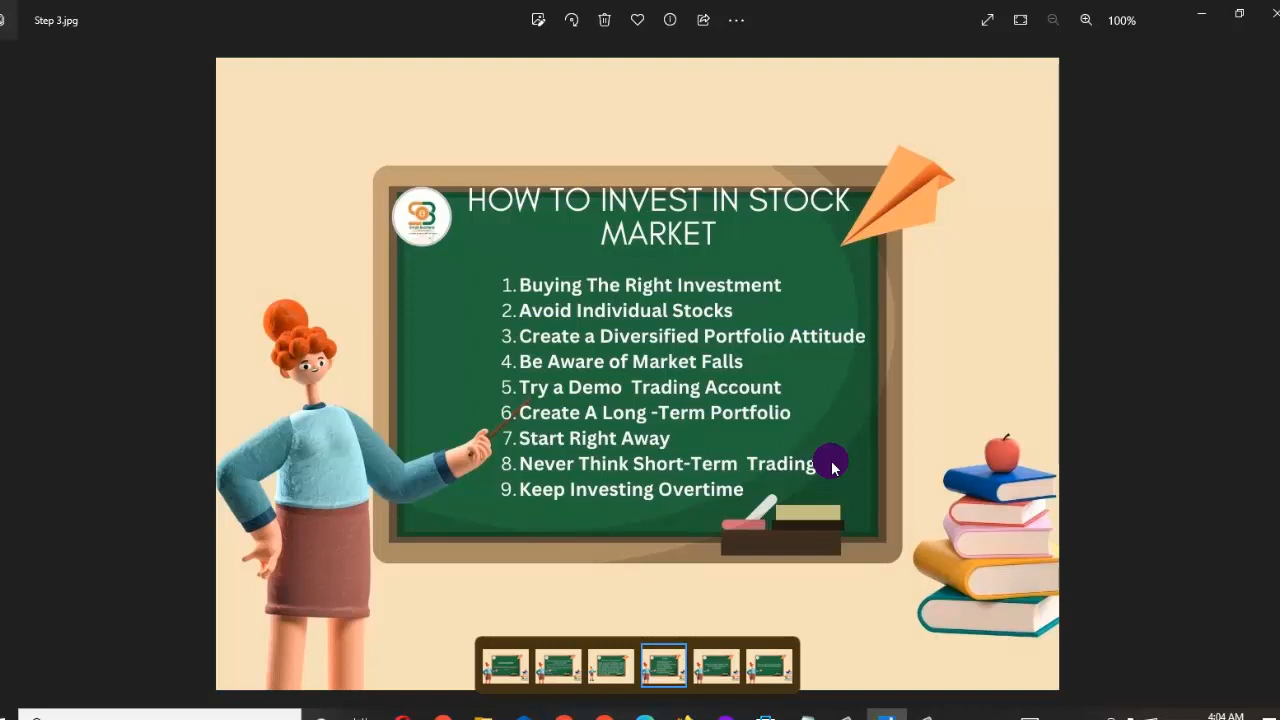 Step 3.jpg
100%
HOW TO INVEST IN STOCK
MARKET
1. Buying The Right Investment
2. Avoid Individual Stocks
3. Create a Diversified Portfolio Attitude
4. Be Aware of Market Falls
5. Try a Demo Trading Account
6. Create A Long -Term Portfolio
7. Start Right Away
8. Never Think Short-Term Trading
9. Keep Investing Overtime
4:04 AM